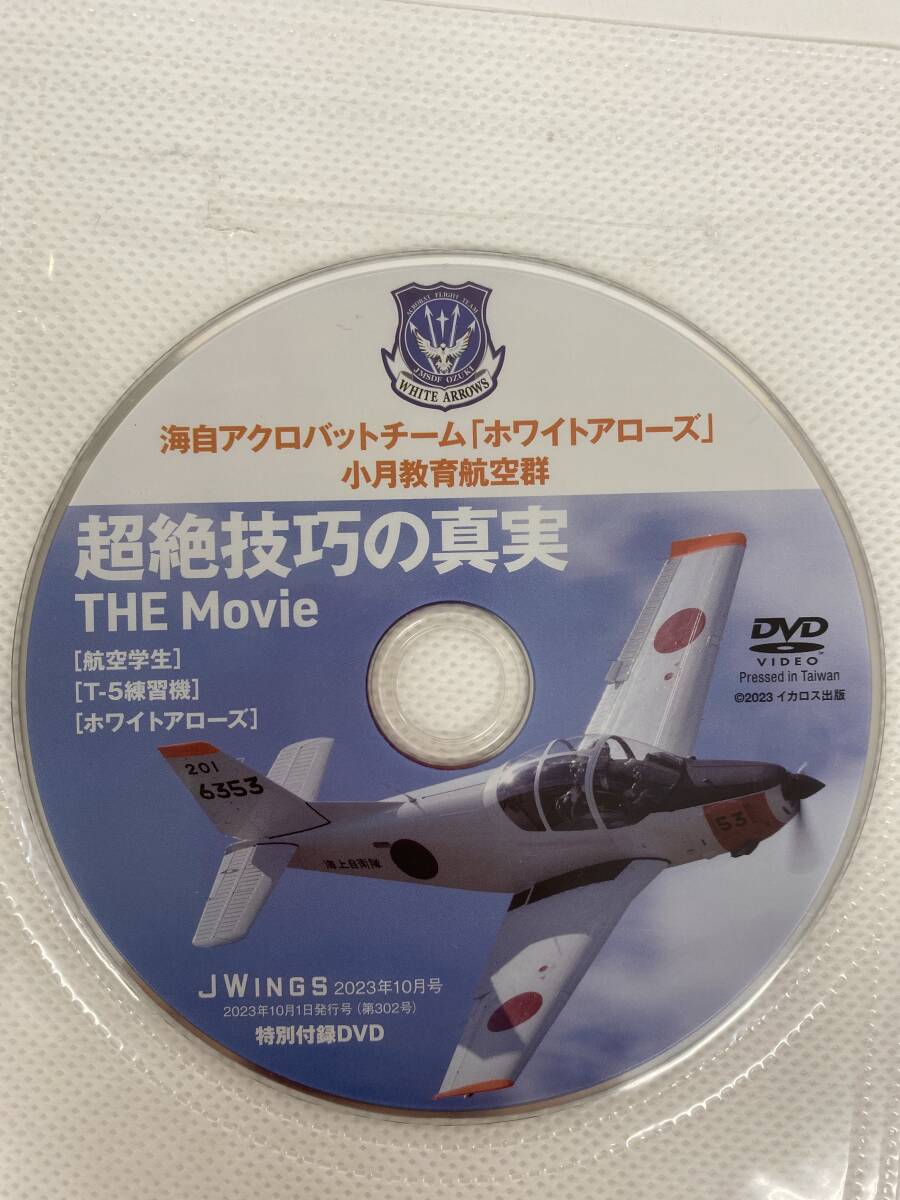 ACROBAT FLIGHT TEAM
JMSDF OZUKI
WHITE ARROWS
海自アクロバットチーム「ホワイトアローズ」
小月教育航空群
超絶技巧の真実
THE Movie
[航空学生]
[T-5練習機]
[ホワイトアローズ]
DVD
VIDEO
Pressed in Taiwan
©2023 イカロス出版
201
6353
53
海上自衛隊
J WINGS 2023年10月号
2023年10月1日発行号(第302号)
特別付録DVD